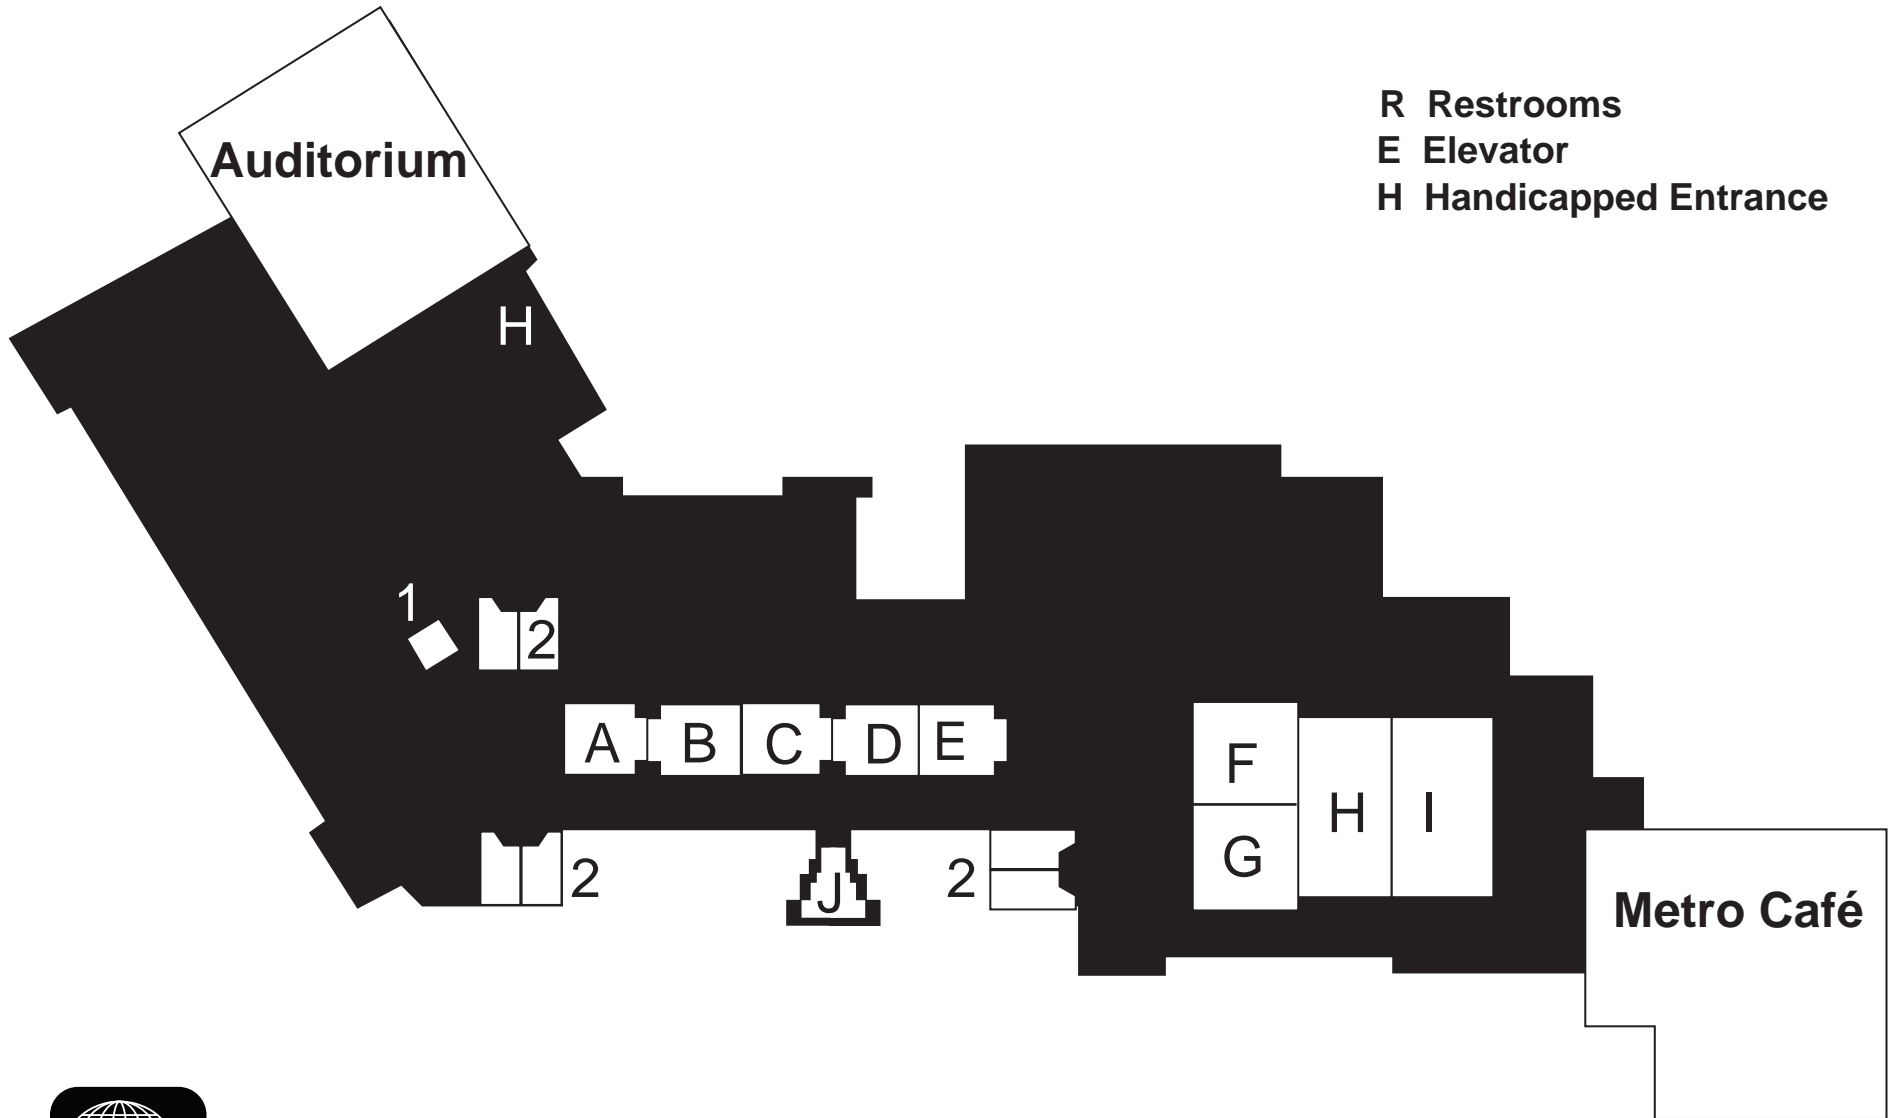 R Restrooms
E Elevator
H Handicapped Entrance
Auditorium
H
1
2
A
B
C
D
E
F
G
H
I
2
J
2
Metro Café